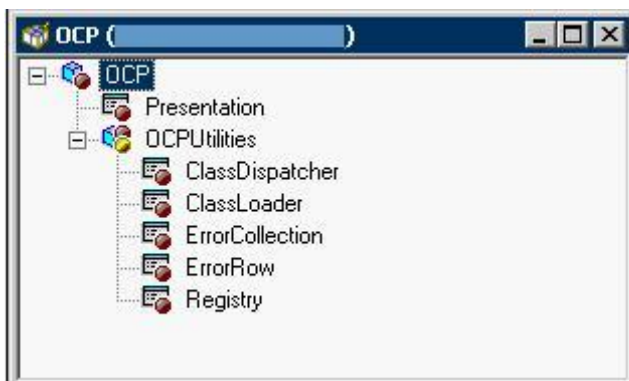 OCP (                )
OCP
Presentation
OCPUtilities
ClassDispatcher
ClassLoader
ErrorCollection
ErrorRow
Registry